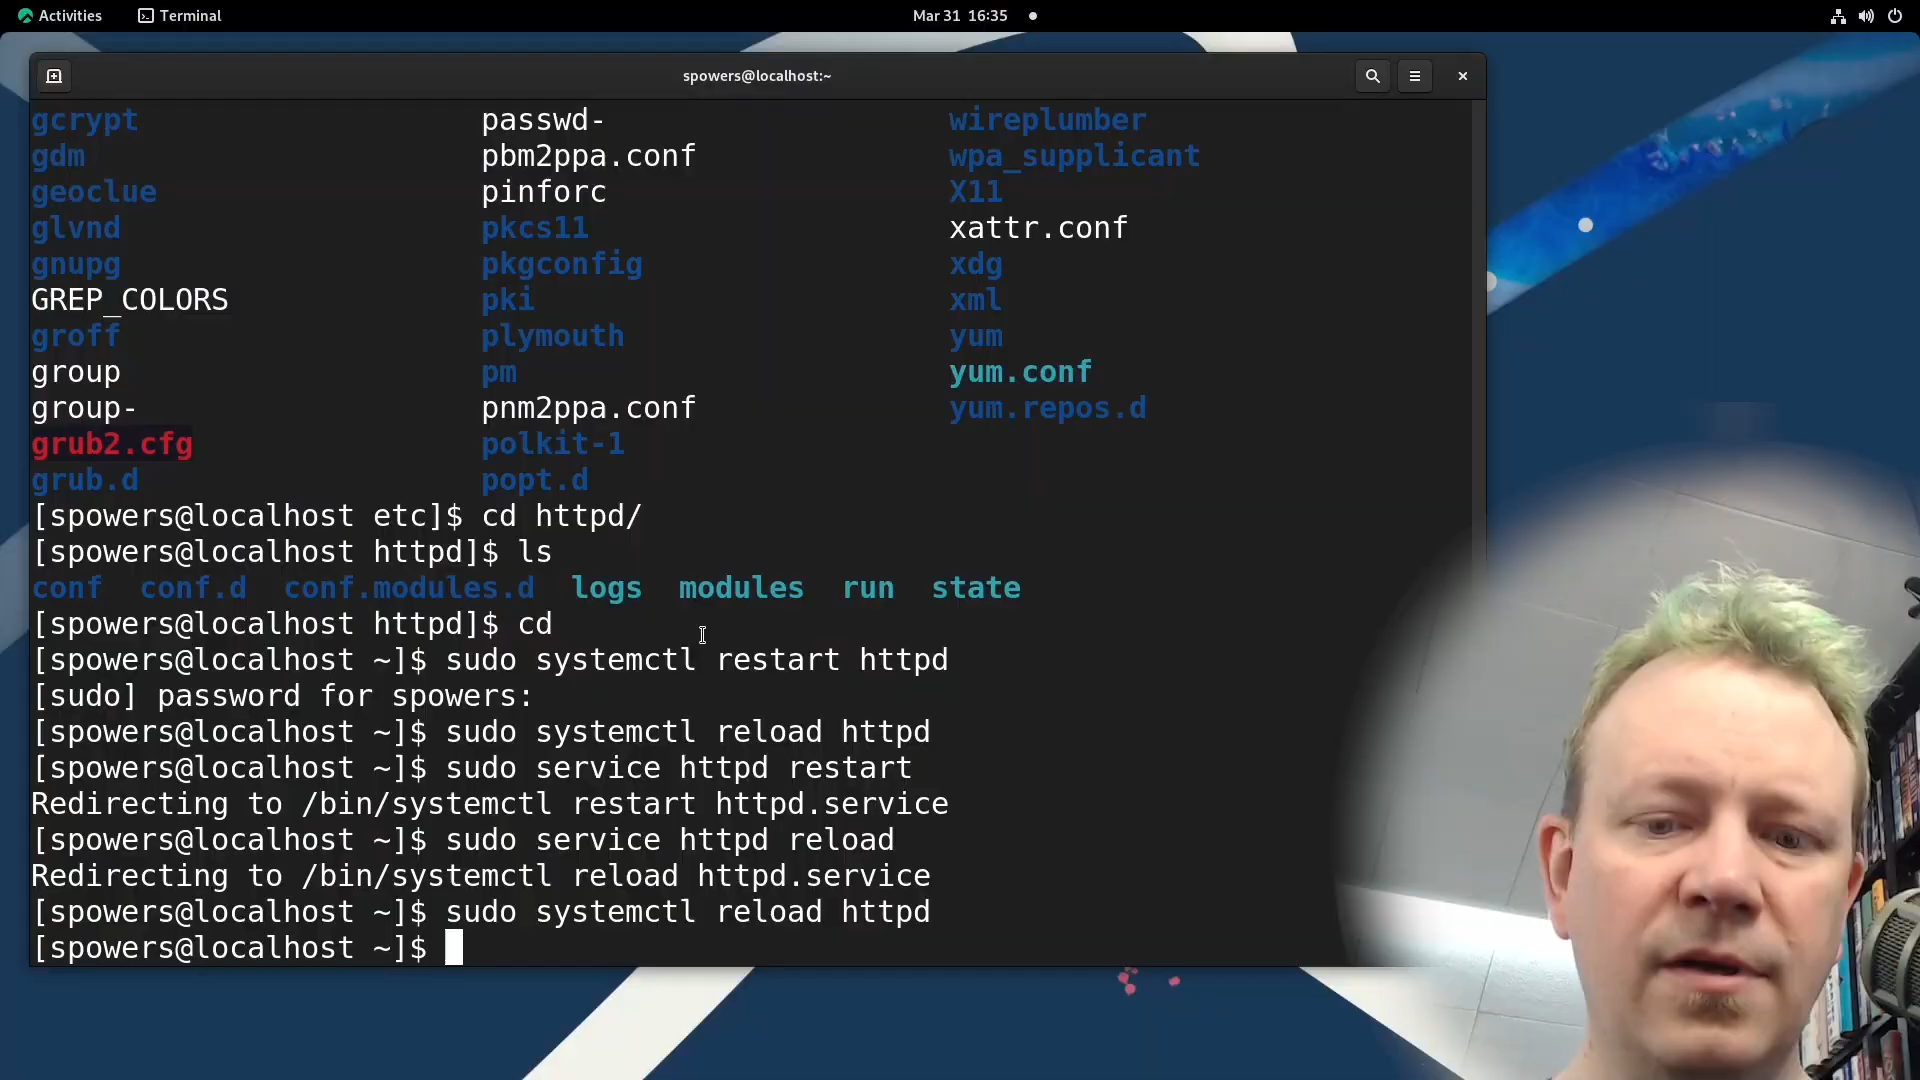 Activities Terminal Mar 31 16:35
spowers@localhost:~
gcrypt passwd- wireplumber
gdm pbm2ppa.conf wpa_supplicant
geoclue pinforc X11
glvnd pkcs11 xattr.conf
gnupg pkgconfig xdg
GREP_COLORS pki xml
groff plymouth yum
group pm yum.conf
group- pnm2ppa.conf yum.repos.d
grub2.cfg polkit-1
grub.d popt.d
[spowers@localhost etc]$ cd httpd/
[spowers@localhost httpd]$ ls
conf conf.d conf.modules.d logs modules run state
[spowers@localhost httpd]$ cd
[spowers@localhost ~]$ sudo systemctl restart httpd
[sudo] password for spowers:
[spowers@localhost ~]$ sudo systemctl reload httpd
[spowers@localhost ~]$ sudo service httpd restart
Redirecting to /bin/systemctl restart httpd.service
[spowers@localhost ~]$ sudo service httpd reload
Redirecting to /bin/systemctl reload httpd.service
[spowers@localhost ~]$ sudo systemctl reload httpd
[spowers@localhost ~]$